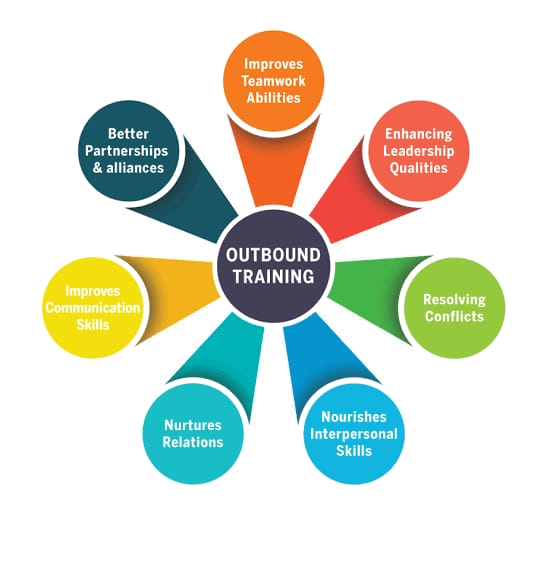 Improves
Teamwork
Abilities
Enhancing
Leadership
Qualities
Resolving
Conflicts
Nourishes
Interpersonal
Skills
Nurtures
Relations
Improves
Communication
Skills
Better
Partnerships
& alliances
OUTBOUND
TRAINING